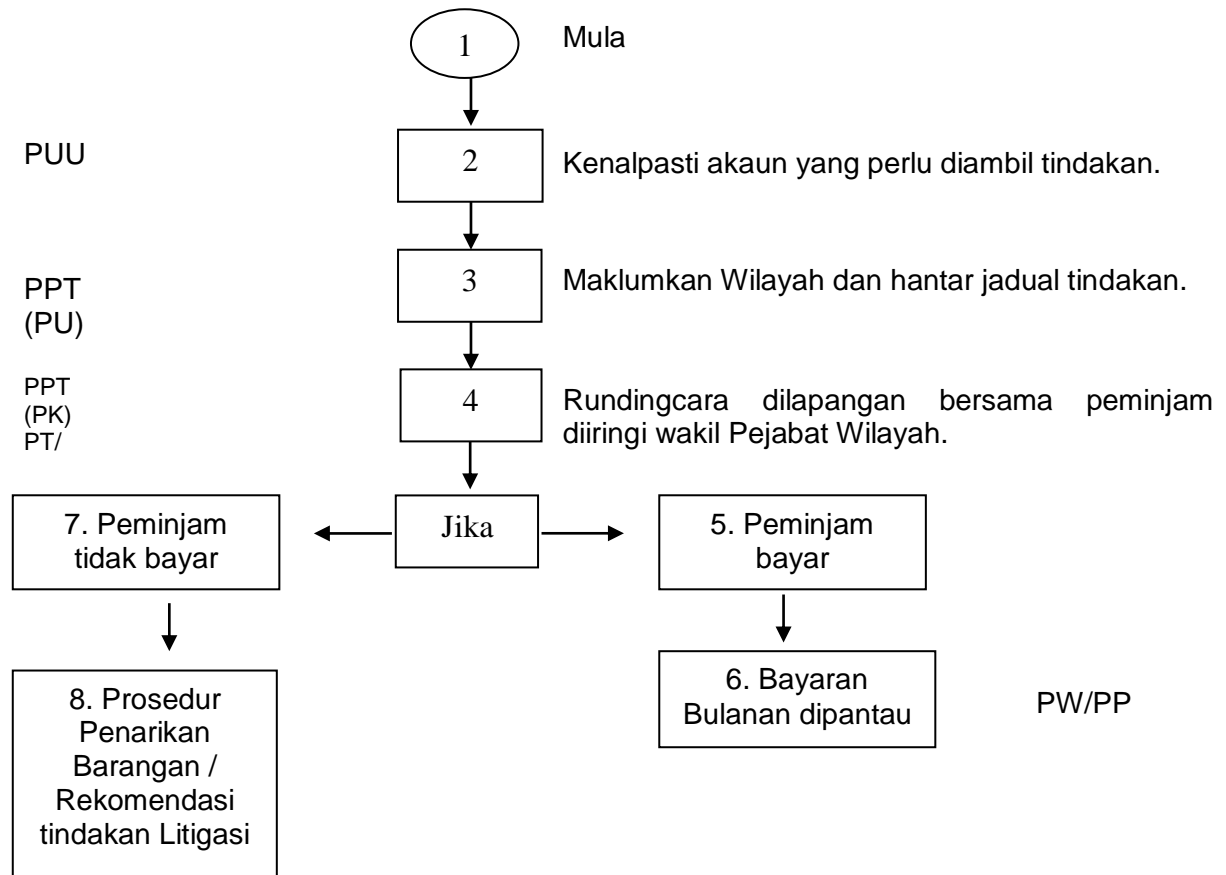 1 Mula
PUU 2 Kenalpasti akaun yang perlu diambil tindakan.
PPT 3 Maklumkan Wilayah dan hantar jadual tindakan.
(PU)
PPT
(PK) 4 Rundingcara dilapangan bersama peminjam
PT/ diiringi wakil Pejabat Wilayah.
7. Peminjam
tidak bayar
Jika
5. Peminjam
bayar
8. Prosedur
Penarikan
Barangan /
Rekomendasi
tindakan Litigasi
6. Bayaran
Bulanan dipantau
PW/PP